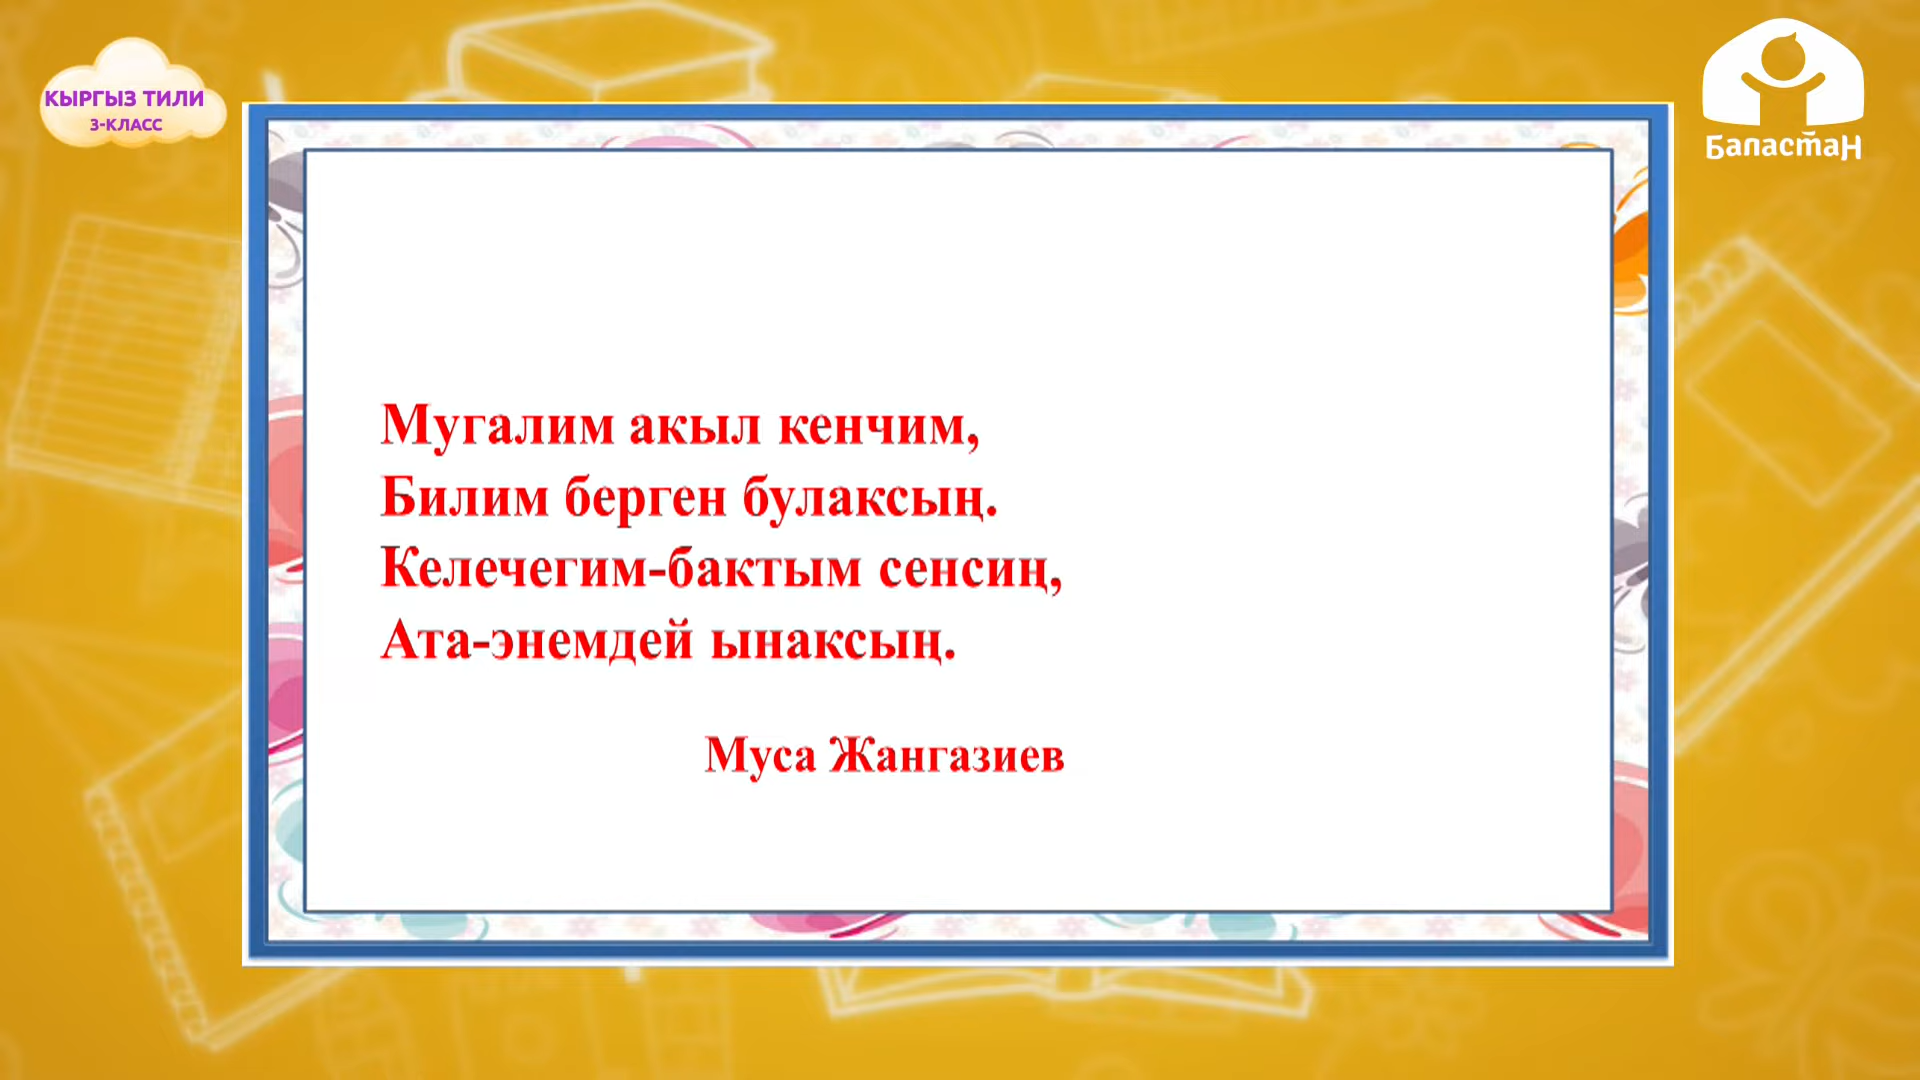 КЫРГЫЗ ТИЛИ
3-КЛАСС
Баластан
Мугалим акыл кенчим,
Билим берген булаксың.
Келечегим-бактым сенсиң,
Ата-энемдей ынаксың.
Муса Жангазиев